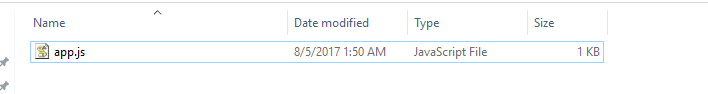 Name Date modified Type Size
app.js 8/5/2017 1:50 AM JavaScript File 1 KB